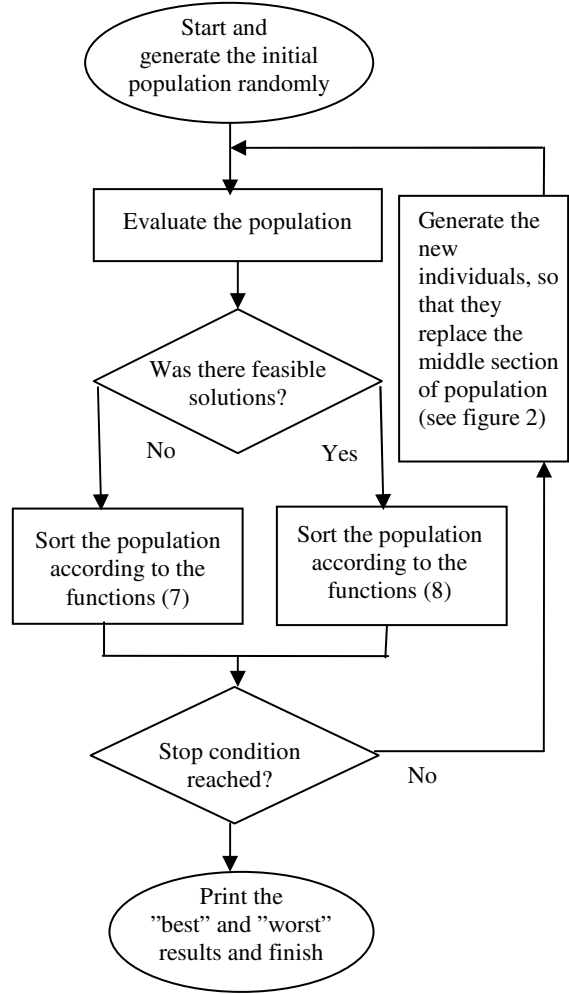 Start and
generate the initial
population randomly
Evaluate the population
Generate the
new
individuals, so
that they
replace the
middle section
of population
(see figure 2)
Was there feasible
solutions?
No
Yes
Sort the population
according to the
functions (7)
Sort the population
according to the
functions (8)
Stop condition
reached?
No
Print the
”best” and ”worst”
results and finish